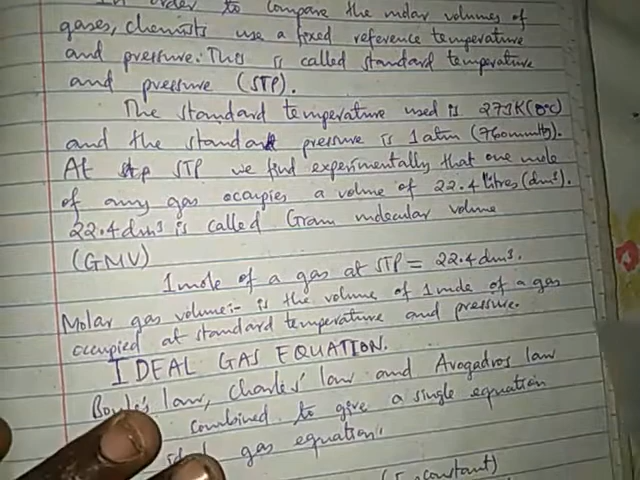 In order to compare the molar volumes of
gases, chemists use a fixed reference temperature
and pressure. This is called standard temperature
and pressure (STP).
The standard temperature used is 273K(0°C)
and the standard pressure is 1 atm (760mmHg).
At stp STP we find experimentally that one mole
of any gas occupies a volume of 22.4 litres (dm³).
22.4 dm³ is called Gram molecular volume
(GMV)
1 mole of a gas at STP = 22.4 dm³.
Molar gas volume:- is the volume of 1 mole of a gas
occupied at standard temperature and pressure.
IDEAL GAS EQUATION.
Boyle's law, Charles' law and Avogadros law
combined to give a single equation
gas equation
constant)